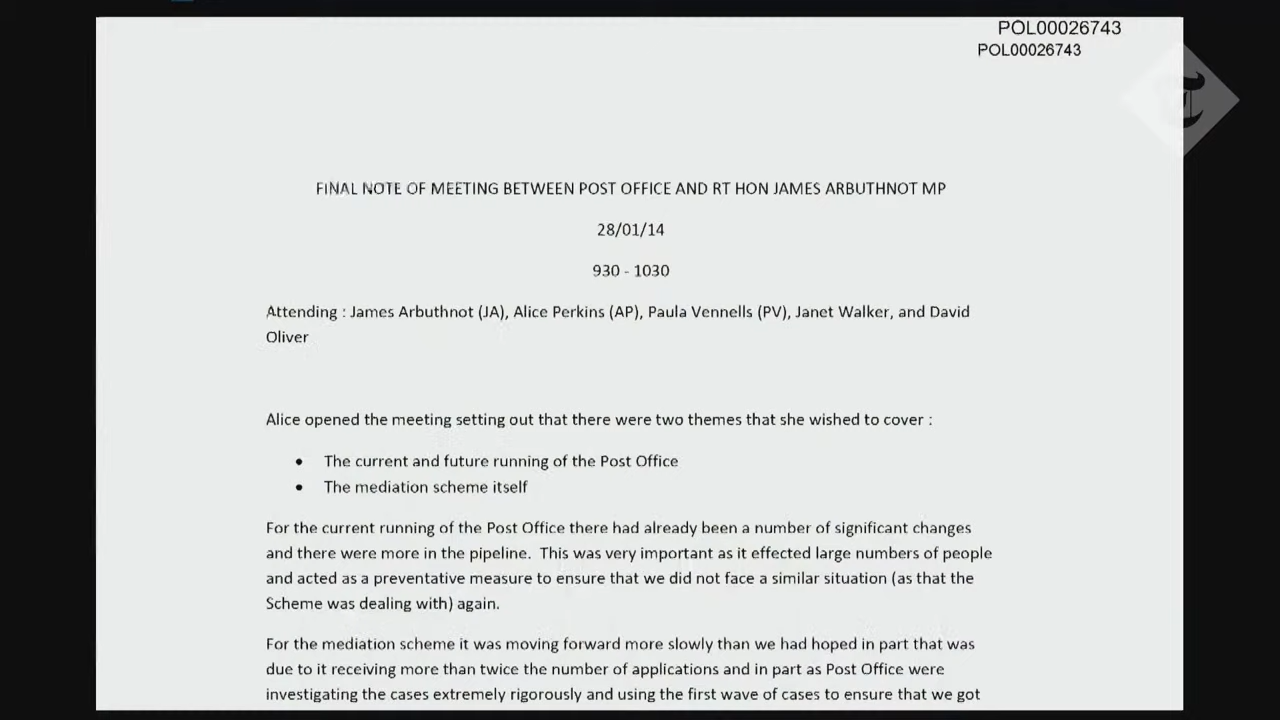 POL00026743
POL00026743
FINAL NOTE OF MEETING BETWEEN POST OFFICE AND RT HON JAMES ARBUTHNOT MP
28/01/14
930 - 1030
Attending : James Arbuthnot (JA), Alice Perkins (AP), Paula Vennells (PV), Janet Walker, and David
Oliver
Alice opened the meeting setting out that there were two themes that she wished to cover :
• The current and future running of the Post Office
• The mediation scheme itself
For the current running of the Post Office there had already been a number of significant changes
and there were more in the pipeline. This was very important as it effected large numbers of people
and acted as a preventative measure to ensure that we did not face a similar situation (as that the
Scheme was dealing with) again.
For the mediation scheme it was moving forward more slowly than we had hoped in part that was
due to it receiving more than twice the number of applications and in part as Post Office were
investigating the cases extremely rigorously and using the first wave of cases to ensure that we got